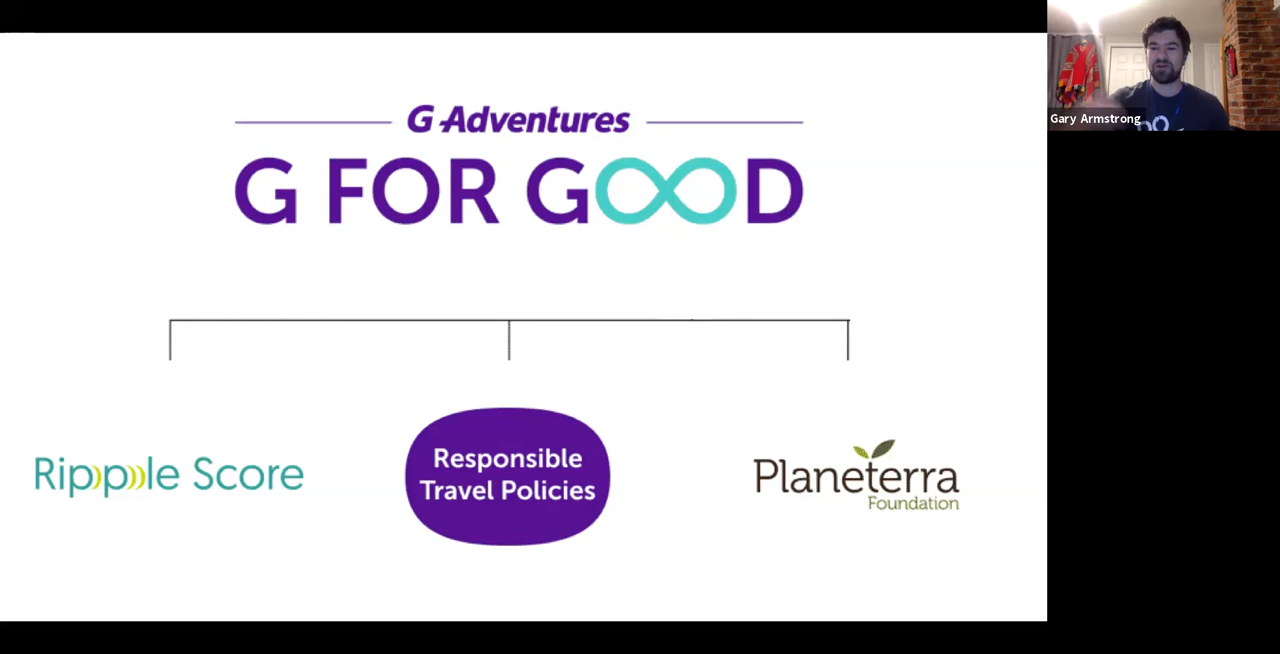 G Adventures
G FOR GOOD
Ripple Score
Responsible
Travel Policies
Planeterra
Foundation
Gary Armstrong